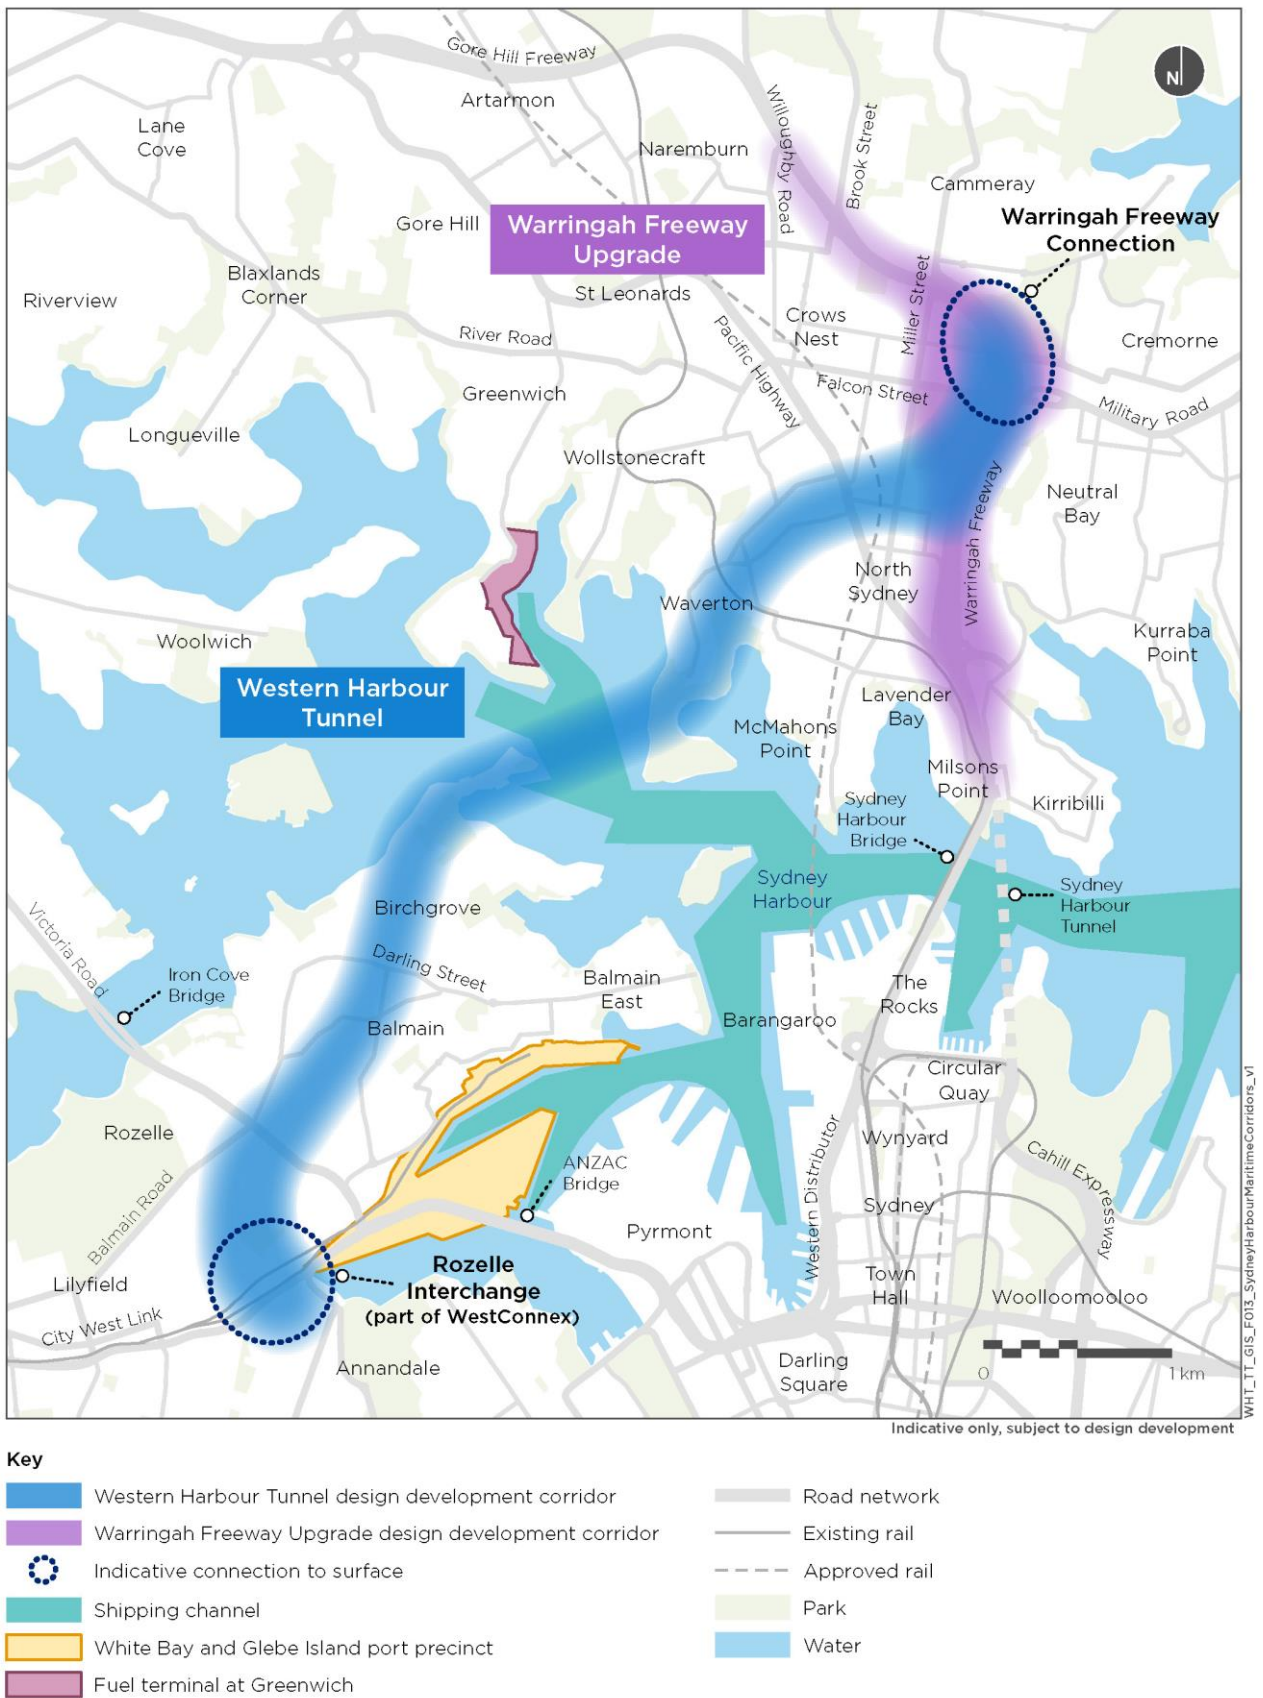 Gore Hill Freeway
N
Artarmon
Willoughby Road
Brook Street
Lane
Cove
Naremburn
Cammeray
Warringah Freeway
Connection
Gore Hill
Warringah Freeway
Upgrade
Blaxlands
Corner
Riverview
St Leonards
Miller Street
Crows
Nest
River Road
Pacific Highway
Cremorne
Greenwich
Falcon Street
Military Road
Longueville
Wollstonecraft
Neutral
Bay
Warringah Freeway
North
Sydney
Waverton
Woolwich
Kurraba
Point
Western Harbour
Tunnel
Lavender
Bay
McMahons
Point
Milsons
Point
Kirribilli
Sydney
Harbour
Bridge
Sydney
Harbour
Sydney
Harbour
Tunnel
Birchgrove
Victoria Road
Darling Street
Iron Cove
Bridge
Balmain
East
The
Rocks
Balmain
Barangaroo
Circular
Quay
Rozelle
Wynyard
Western Distributor
Cahill Expressway
ANZAC
Bridge
Balmain Road
Sydney
Pyrmont
Lilyfield
Rozelle
Interchange
(part of WestConnex)
Town
Hall
Woolloomooloo
City West Link
Annandale
Darling
Square
0
1 km
WHT_TT_GIS_F013_SydneyHarbourMaritimeCorridors_v1
Indicative only, subject to design development
Key
Western Harbour Tunnel design development corridor
Warringah Freeway Upgrade design development corridor
Indicative connection to surface
Shipping channel
White Bay and Glebe Island port precinct
Fuel terminal at Greenwich
Road network
Existing rail
Approved rail
Park
Water